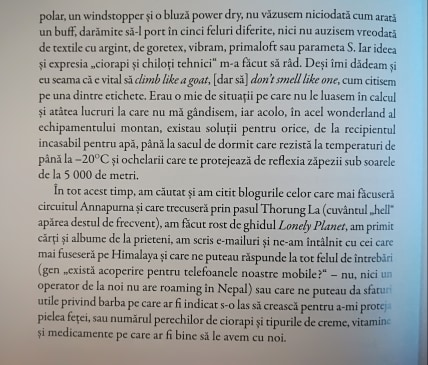 polar, un windstopper și o bluză power dry, nu văzusem niciodată cum arată
un buff, darămite să-l port în cinci feluri diferite, nici nu auzisem vreodată
de textile cu argint, de goretex, vibram, primaloft sau parameta S. Iar ideea
și expresia „ciorapi și chiloți tehnici" m-a făcut să râd. Deși îmi dădeam și
eu seama că e vital să climb like a goat, [dar să] don't smell like one, cum citisem
pe una dintre etichete. Erau o mie de situații pe care nu le luasem în calcul
și atâtea lucruri la care nu mă gândisem, iar acolo, în acel wonderland al
echipamentului montan, existau soluții pentru orice, de la recipientul
incasabil pentru apă, până la sacul de dormit care rezistă la temperaturi de
până la –20°C și ochelarii care te protejează de reflexia zăpezii sub soarele
de la 5 000 de metri.
În tot acest timp, am căutat și am citit blogurile celor care mai făcuseră
circuitul Annapurna și care trecuseră prin pasul Thorung La (cuvântul „hell"
apărea destul de frecvent), am făcut rost de ghidul Lonely Planet, am primit
cărți și albume de la prieteni, am scris e-mailuri și ne-am întâlnit cu cei care
mai fuseseră pe Himalaya și care ne puteau răspunde la tot felul de întrebări
(gen „există acoperire pentru telefoanele noastre mobile?" – nu, nici un
operator de la noi nu are roaming în Nepal) sau care ne puteau da sfaturi
utile privind barba pe care ar fi indicat s-o las să crească pentru a-mi proteja
pielea feței, sau numărul perechilor de ciorapi și tipurile de creme, vitamine
și medicamente pe care ar fi bine să le avem cu noi.